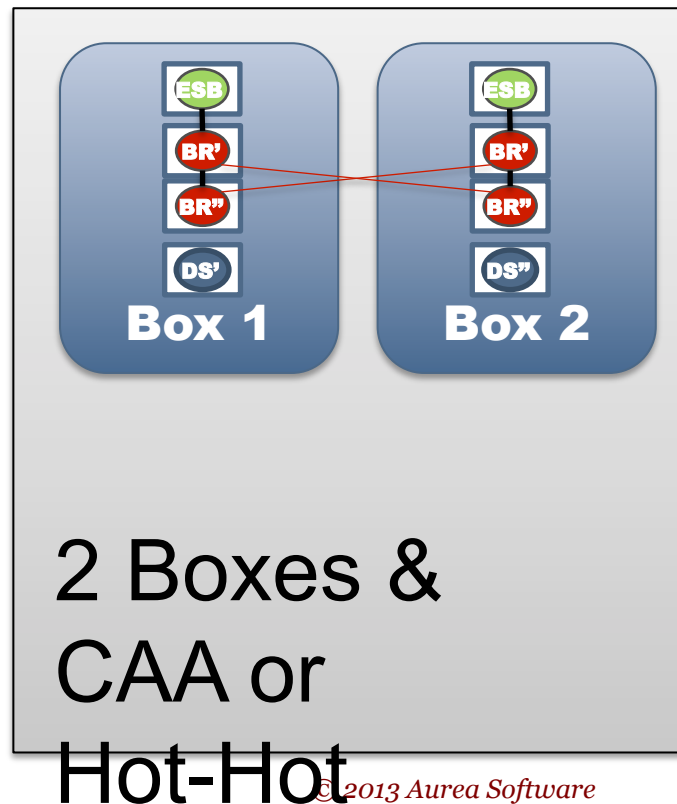 ESB ESB
BR’ BR’
BR” BR”
DS’ DS”
Box 1 Box 2
2 Boxes &
CAA or
Hot-Hot
© 2013 Aurea Software